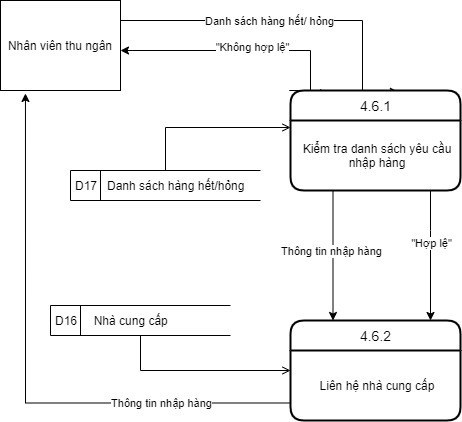 Danh sách hàng hết/ hỏng
Nhân viên thu ngân
"Không hợp lệ"
4.6.1
Kiểm tra danh sách yêu cầu
nhập hàng
D17
Danh sách hàng hết/hỏng
Thông tin nhập hàng
"Hợp lệ"
D16
Nhà cung cấp
4.6.2
Liên hệ nhà cung cấp
Thông tin nhập hàng